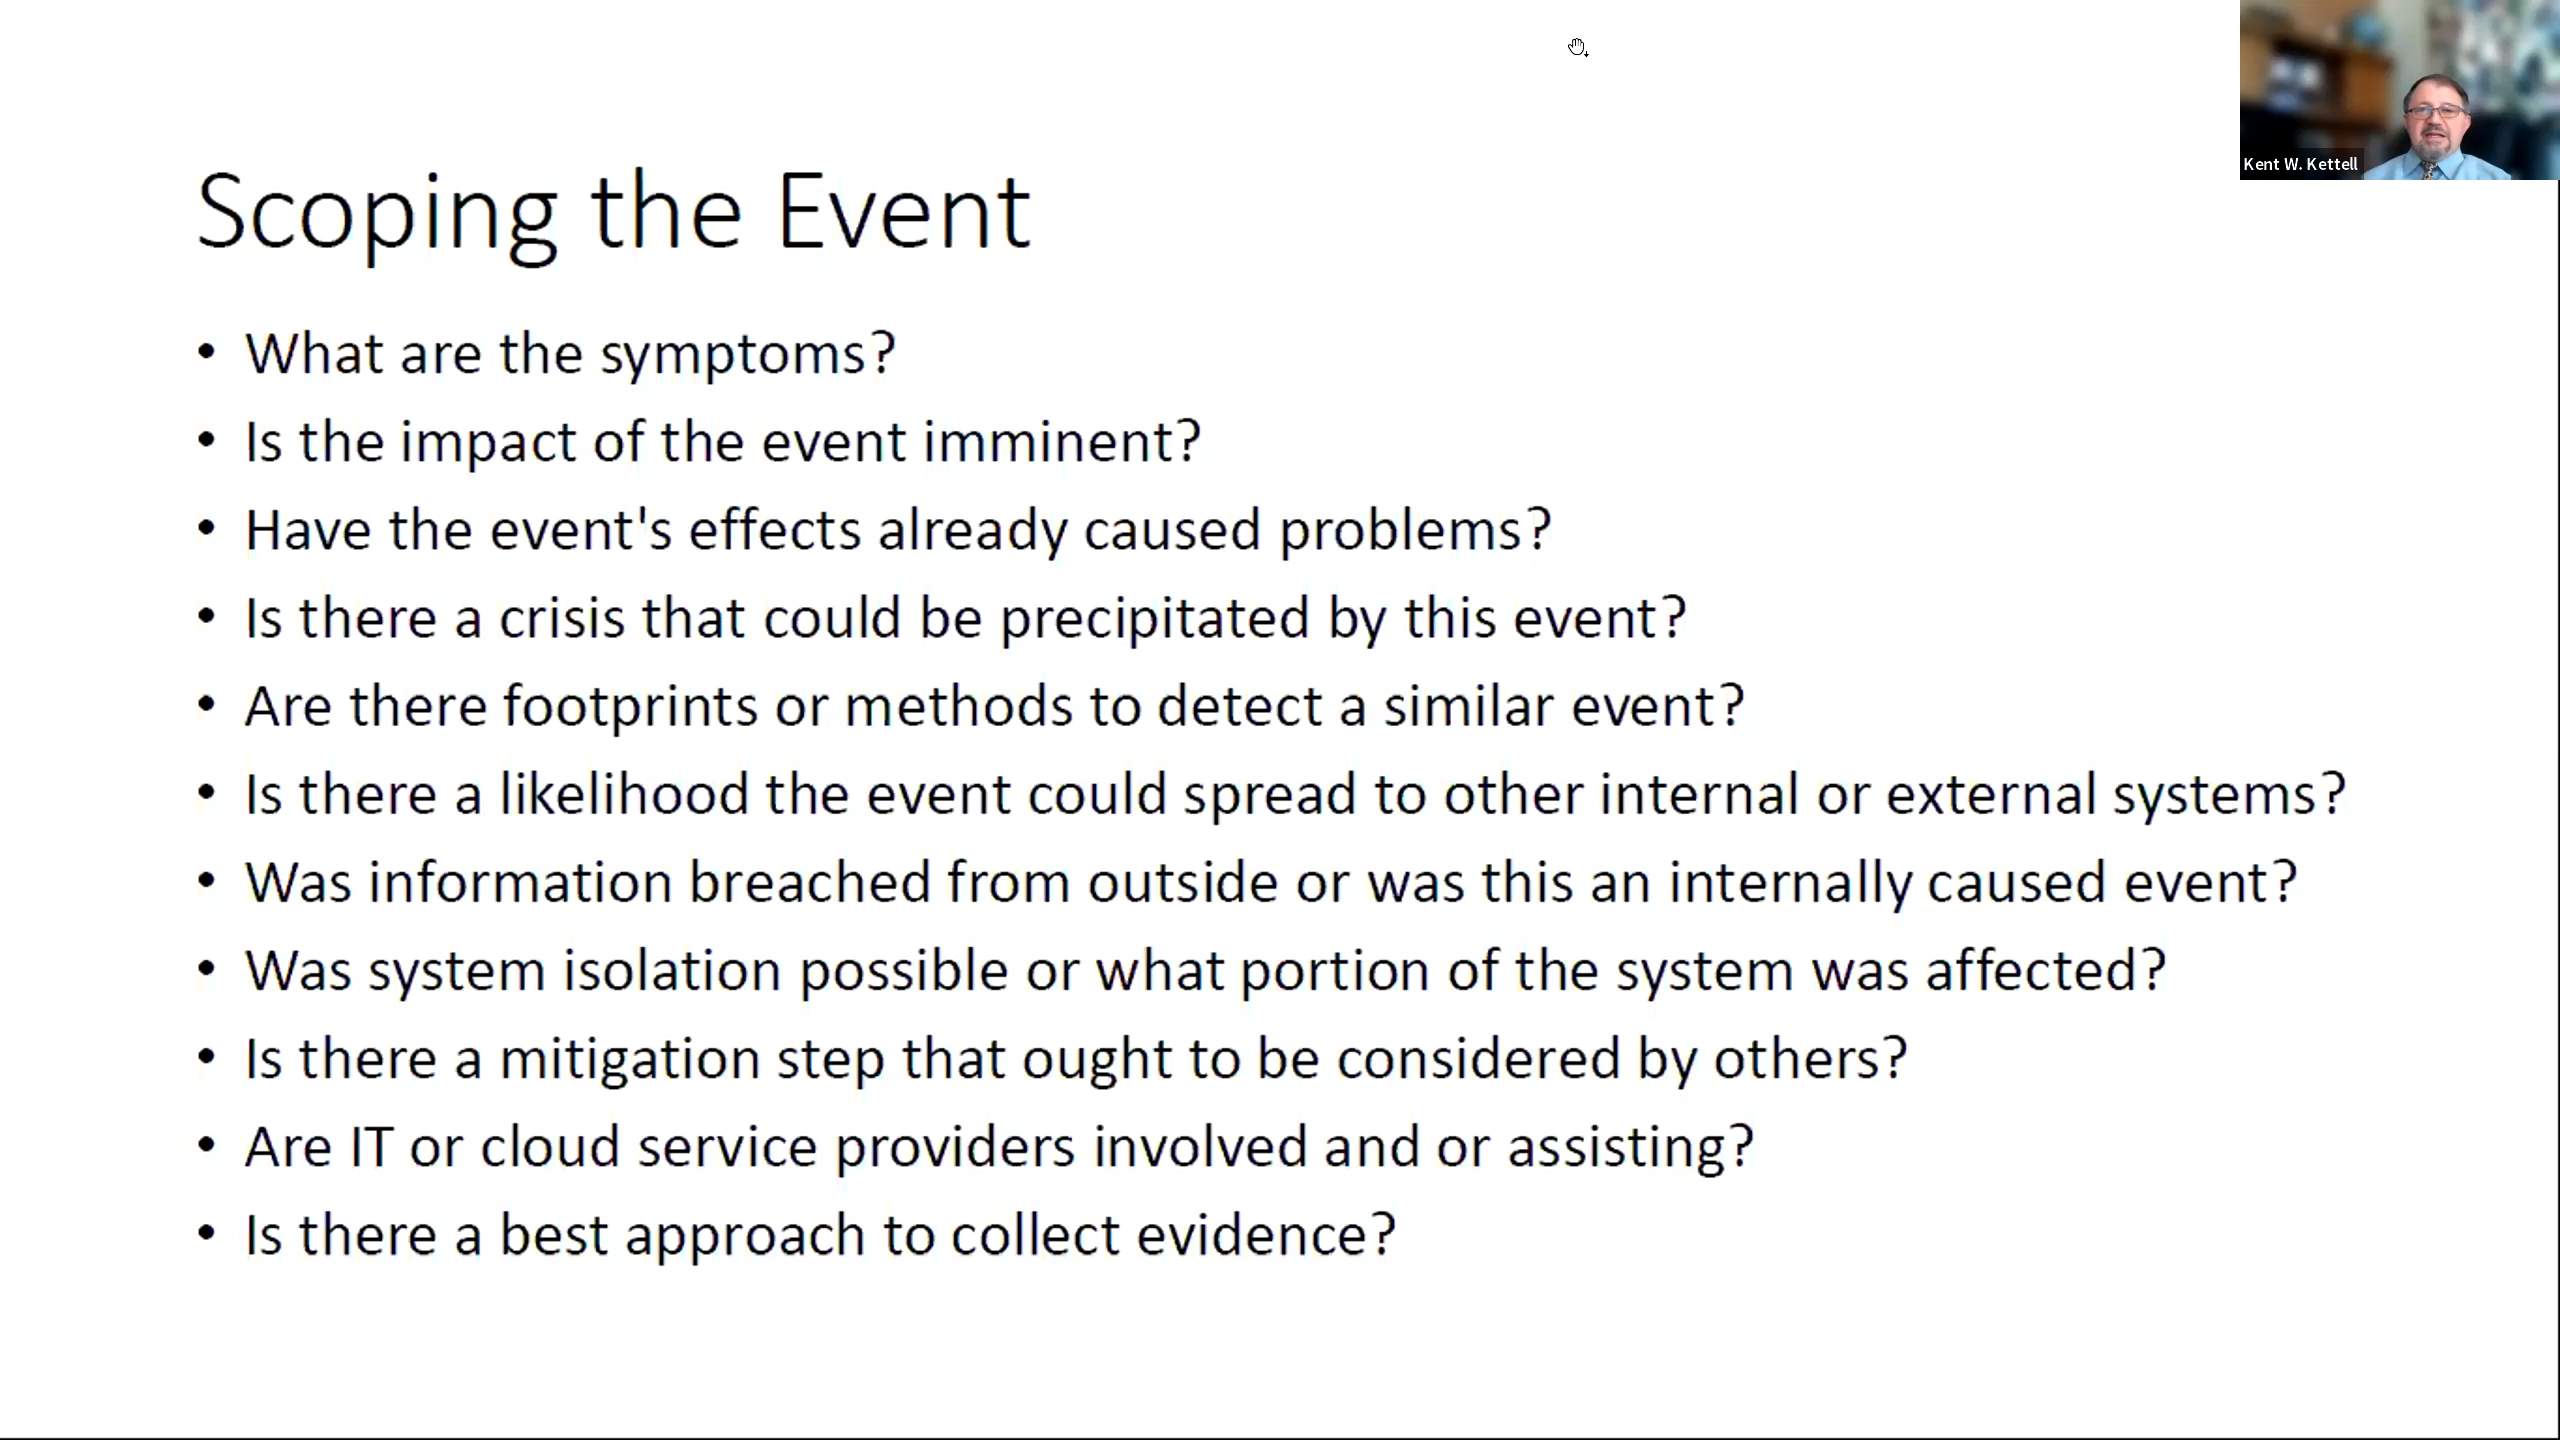 Kent W. Kettell
Scoping the Event
• What are the symptoms?
• Is the impact of the event imminent?
• Have the event's effects already caused problems?
• Is there a crisis that could be precipitated by this event?
• Are there footprints or methods to detect a similar event?
• Is there a likelihood the event could spread to other internal or external systems?
• Was information breached from outside or was this an internally caused event?
• Was system isolation possible or what portion of the system was affected?
• Is there a mitigation step that ought to be considered by others?
• Are IT or cloud service providers involved and or assisting?
• Is there a best approach to collect evidence?